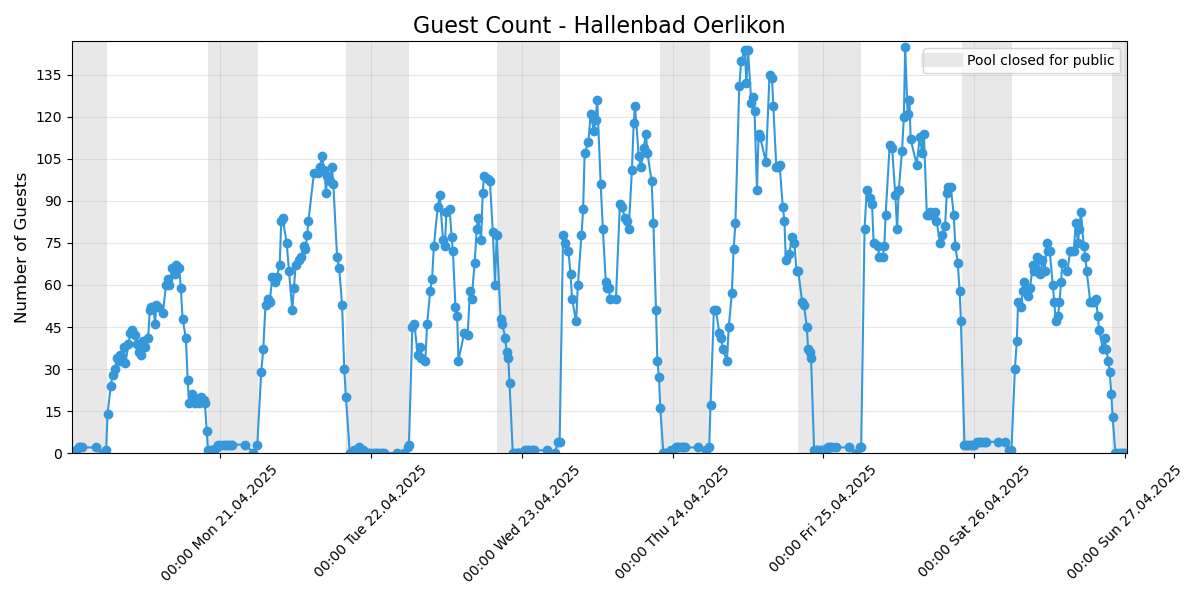 Guest Count - Hallenbad Oerlikon
Pool closed for public
Number of Guests
135
120
105
90
75
60
45
30
15
0
00:00 Mon 21.04.2025
00:00 Tue 22.04.2025
00:00 Wed 23.04.2025
00:00 Thu 24.04.2025
00:00 Fri 25.04.2025
00:00 Sat 26.04.2025
00:00 Sun 27.04.2025